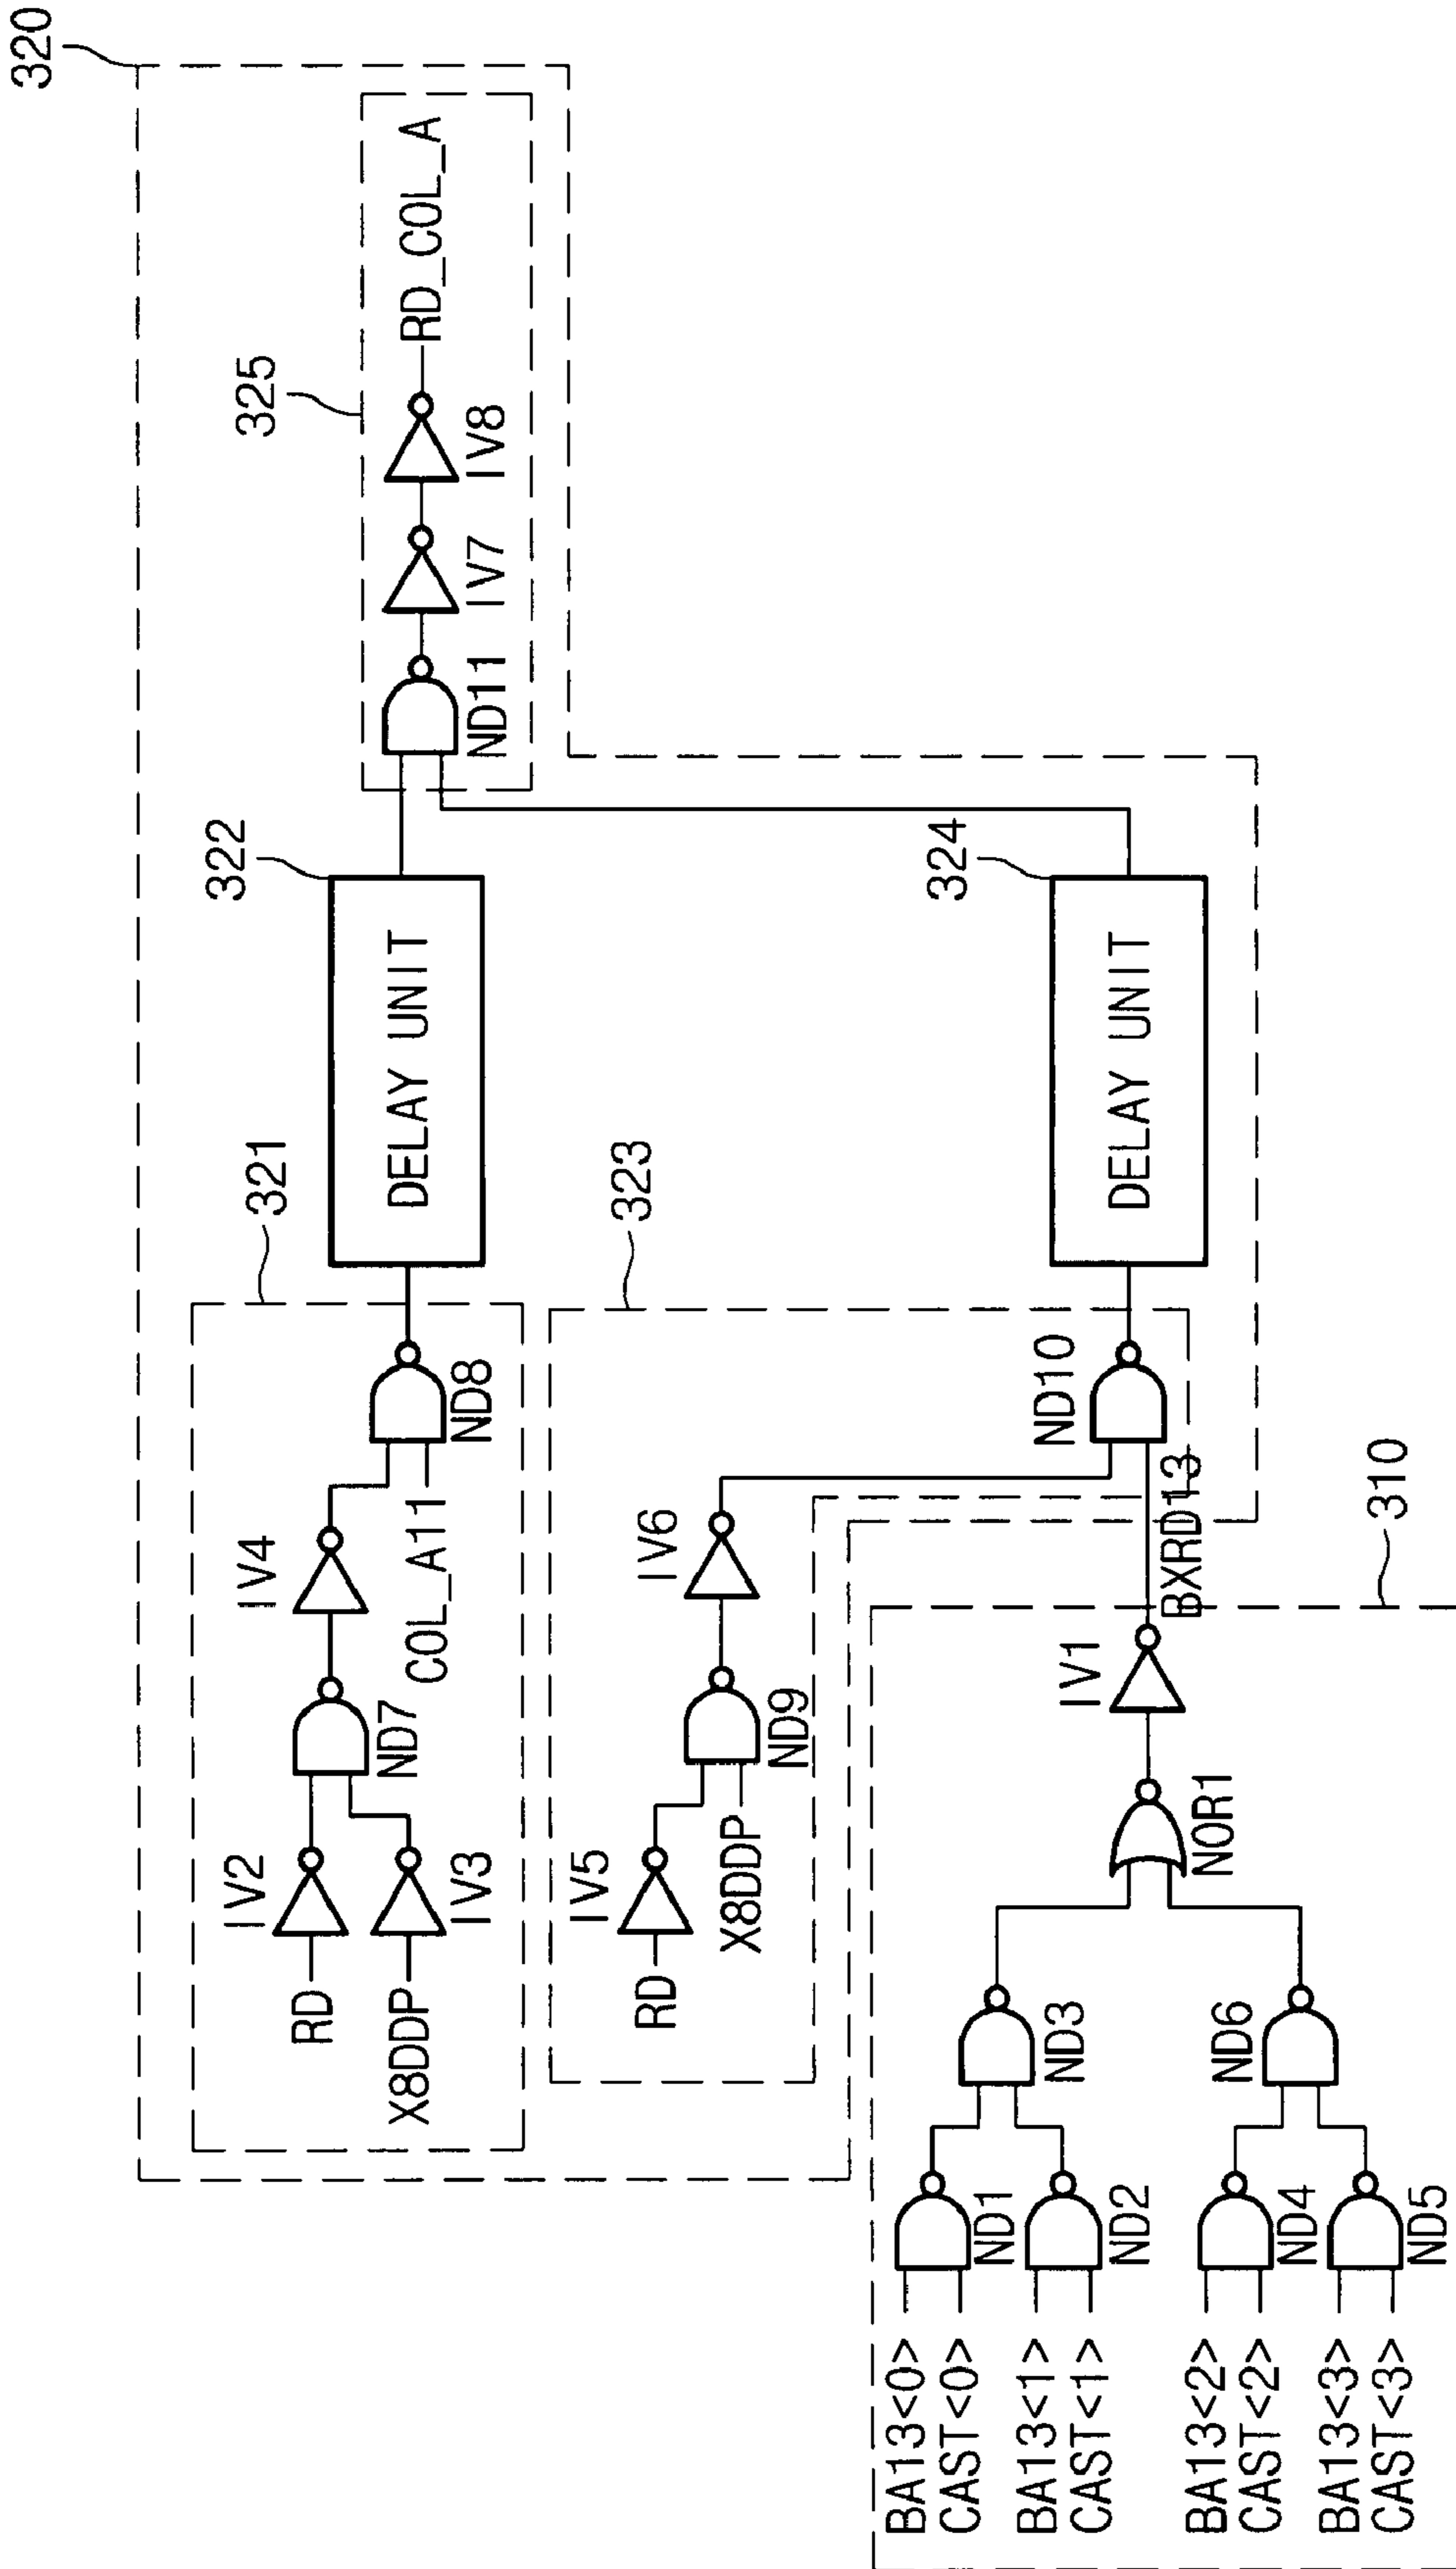 320
325
RD_COL_A
IV8
IV7
ND11
322
DELAY UNIT
324
DELAY UNIT
321
IV4
ND8
COL_A11
ND7
IV2
IV3
RD
X8DDP
323
IV6
ND10
BXRD13
ND9
IV5
X8DDP
RD
310
IV1
NOR1
ND3
ND6
ND1
ND2
ND4
ND5
BA13<0>
CAST<0>
BA13<1>
CAST<1>
BA13<2>
CAST<2>
BA13<3>
CAST<3>